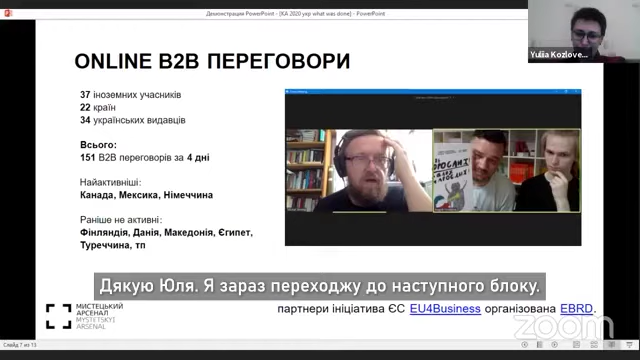 Демонстрация PowerPoint - [КА 2020 укр what was done] - PowerPoint
Yuliia Kozlove...
ONLINE B2B ПЕРЕГОВОРИ
37 іноземних учасників
22 країн
34 українських видавців
Всього:
151 B2B переговорів за 4 дні
Найактивніші:
Канада, Мексика, Німеччина
Раніше не активні:
Фінляндія, Данія, Македонія, Єгипет,
Туреччина, тп
Дякую Юля. Я зараз переходжу до наступного блоку.
МИСТЕЦЬКИЙ
АРСЕНАЛ
MYSTETSKYI
ARSENAL
партнери ініціатива ЄС EU4Business організована EBRD.
zoom
Слайд 7 из 13